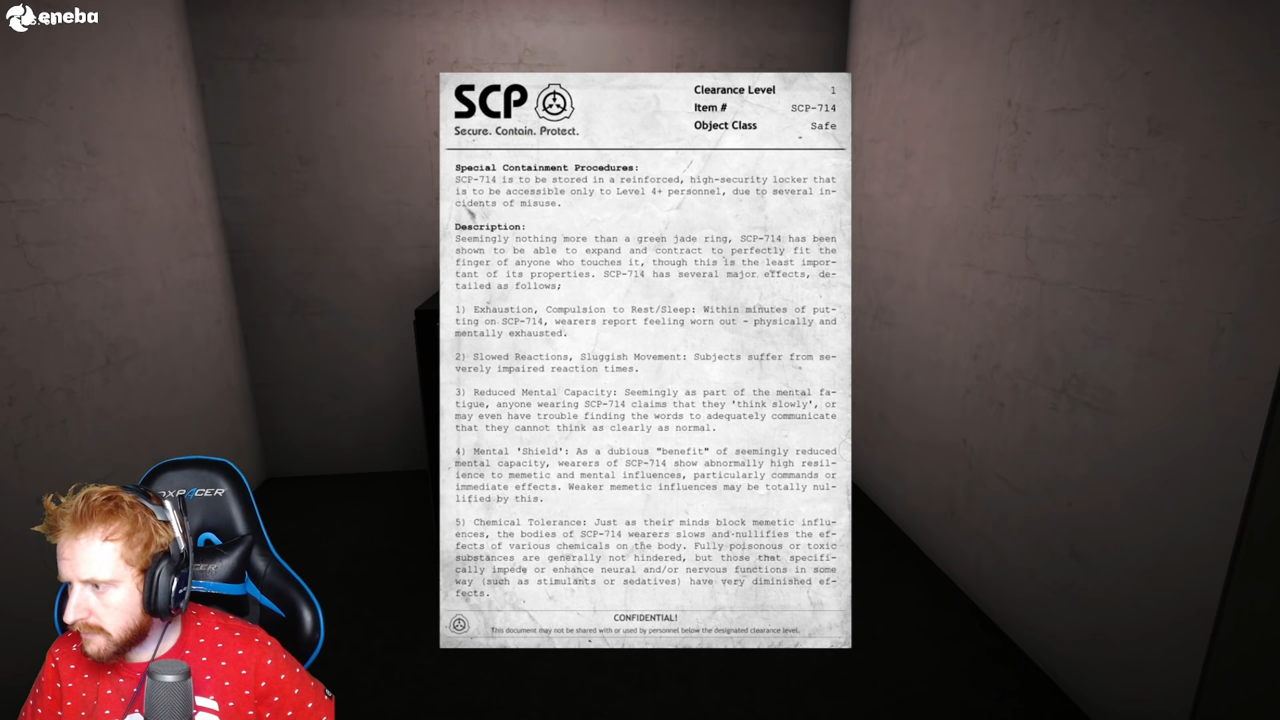 eneba
SCP
Secure. Contain. Protect.
Clearance Level 1
Item # SCP-714
Object Class Safe
Special Containment Procedures:
SCP-714 is to be stored in a reinforced, high-security locker that
is to be accessible only to Level 4+ personnel, due to several in-
cidents of misuse.
Description:
Seemingly nothing more than a green jade ring, SCP-714 has been
shown to be able to expand and contract to perfectly fit the
finger of anyone who touches it, though this is the least impor-
tant of its properties. SCP-714 has several major effects, de-
tailed as follows;
1) Exhaustion, Compulsion to Rest/Sleep: Within minutes of put-
ting on SCP-714, wearers report feeling worn out - physically and
mentally exhausted.
2) Slowed Reactions, Sluggish Movement: Subjects suffer from se-
verely impaired reaction times.
3) Reduced Mental Capacity: Seemingly as part of the mental fa-
tigue, anyone wearing SCP-714 claims that they 'think slowly', or
may even have trouble finding the words to adequately communicate
that they cannot think as clearly as normal.
4) Mental 'Shield': As a dubious "benefit" of seemingly reduced
mental capacity, wearers of SCP-714 show abnormally high resil-
ience to memetic and mental influences, particularly commands or
immediate effects. Weaker memetic influences may be totally nul-
lified by this.
5) Chemical Tolerance: Just as their minds block memetic influ-
ences, the bodies of SCP-714 wearers slows and nullifies the ef-
fects of various chemicals on the body. Fully poisonous or toxic
substances are generally not hindered, but those that specifi-
cally impede or enhance neural and/or nervous functions in some
way (such as stimulants or sedatives) have very diminished ef-
fects.
CONFIDENTIAL!
This document may not be shared with or used by personnel below the designated clearance level.